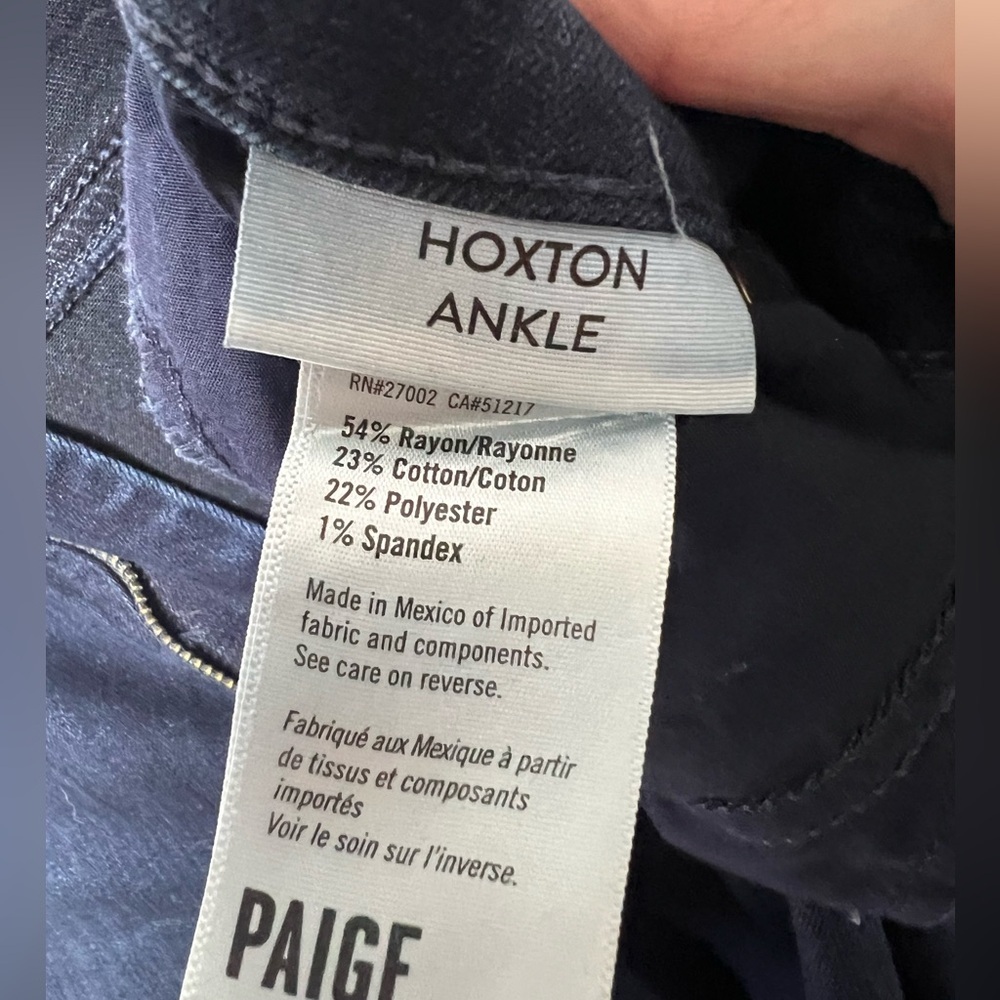 HOXTON
ANKLE
RN#27002 CA#51217
54% Rayon/Rayonne
23% Cotton/Coton
22% Polyester
1% Spandex
Made in Mexico of Imported
fabric and components.
See care on reverse.
Fabriqué aux Mexique à partir
de tissus et composants
importés
Voir le soin sur l'inverse.
PAIGE